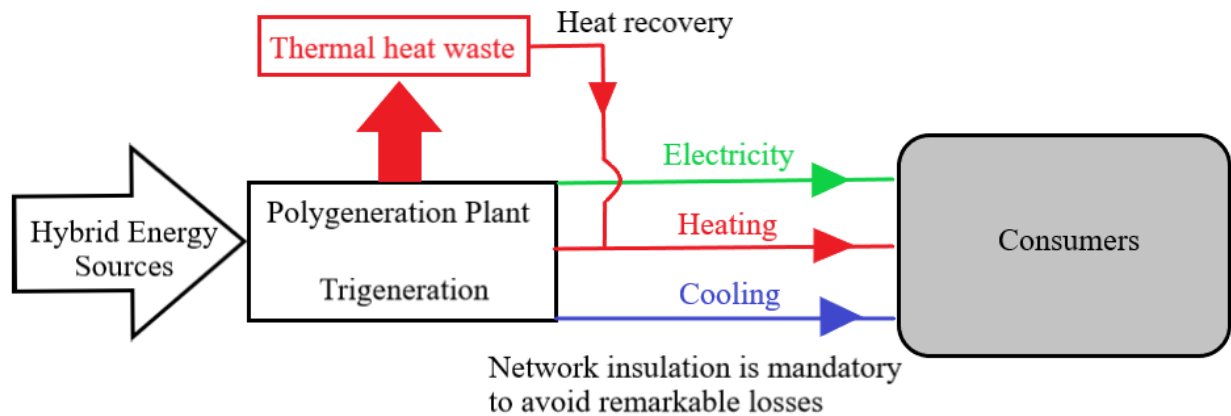 Heat recovery
Thermal heat waste
Electricity
Polygeneration Plant
Hybrid Energy
Sources
Heating
Consumers
Trigeneration
Cooling
Network insulation is mandatory
to avoid remarkable losses